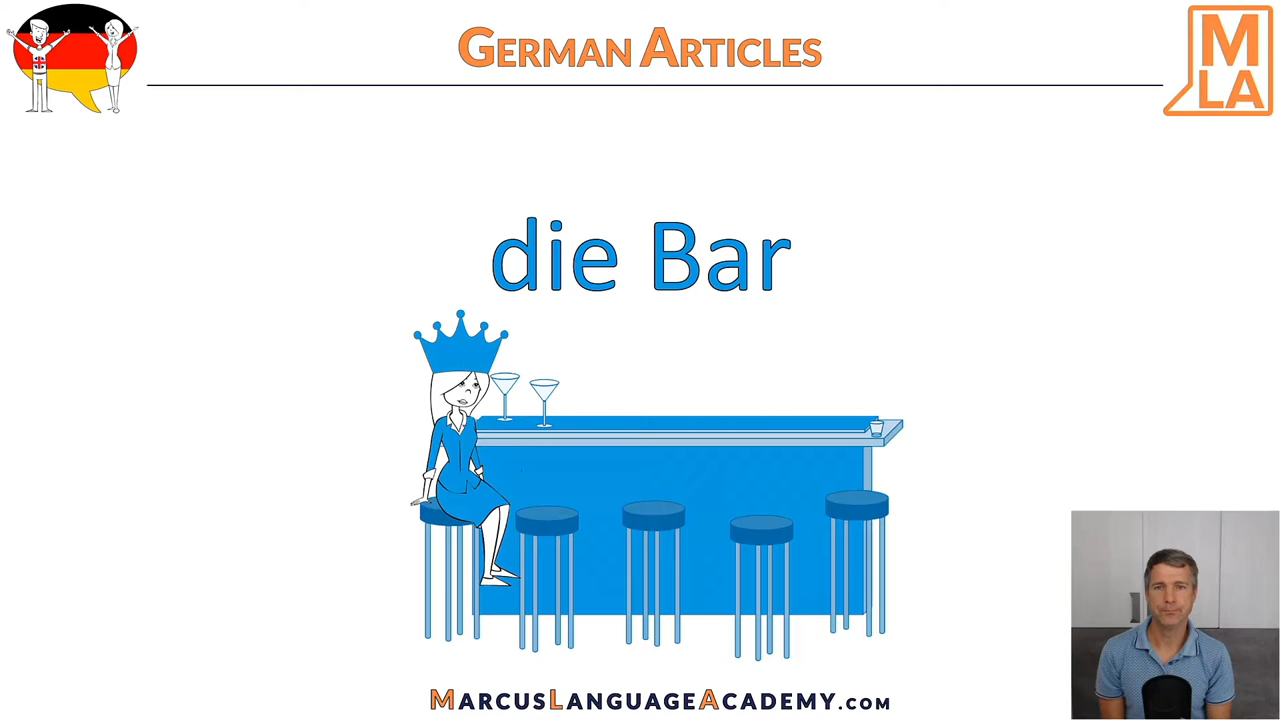 GERMAN ARTICLES
M
LA
die Bar
MARCUSLANGUAGEACADEMY.COM